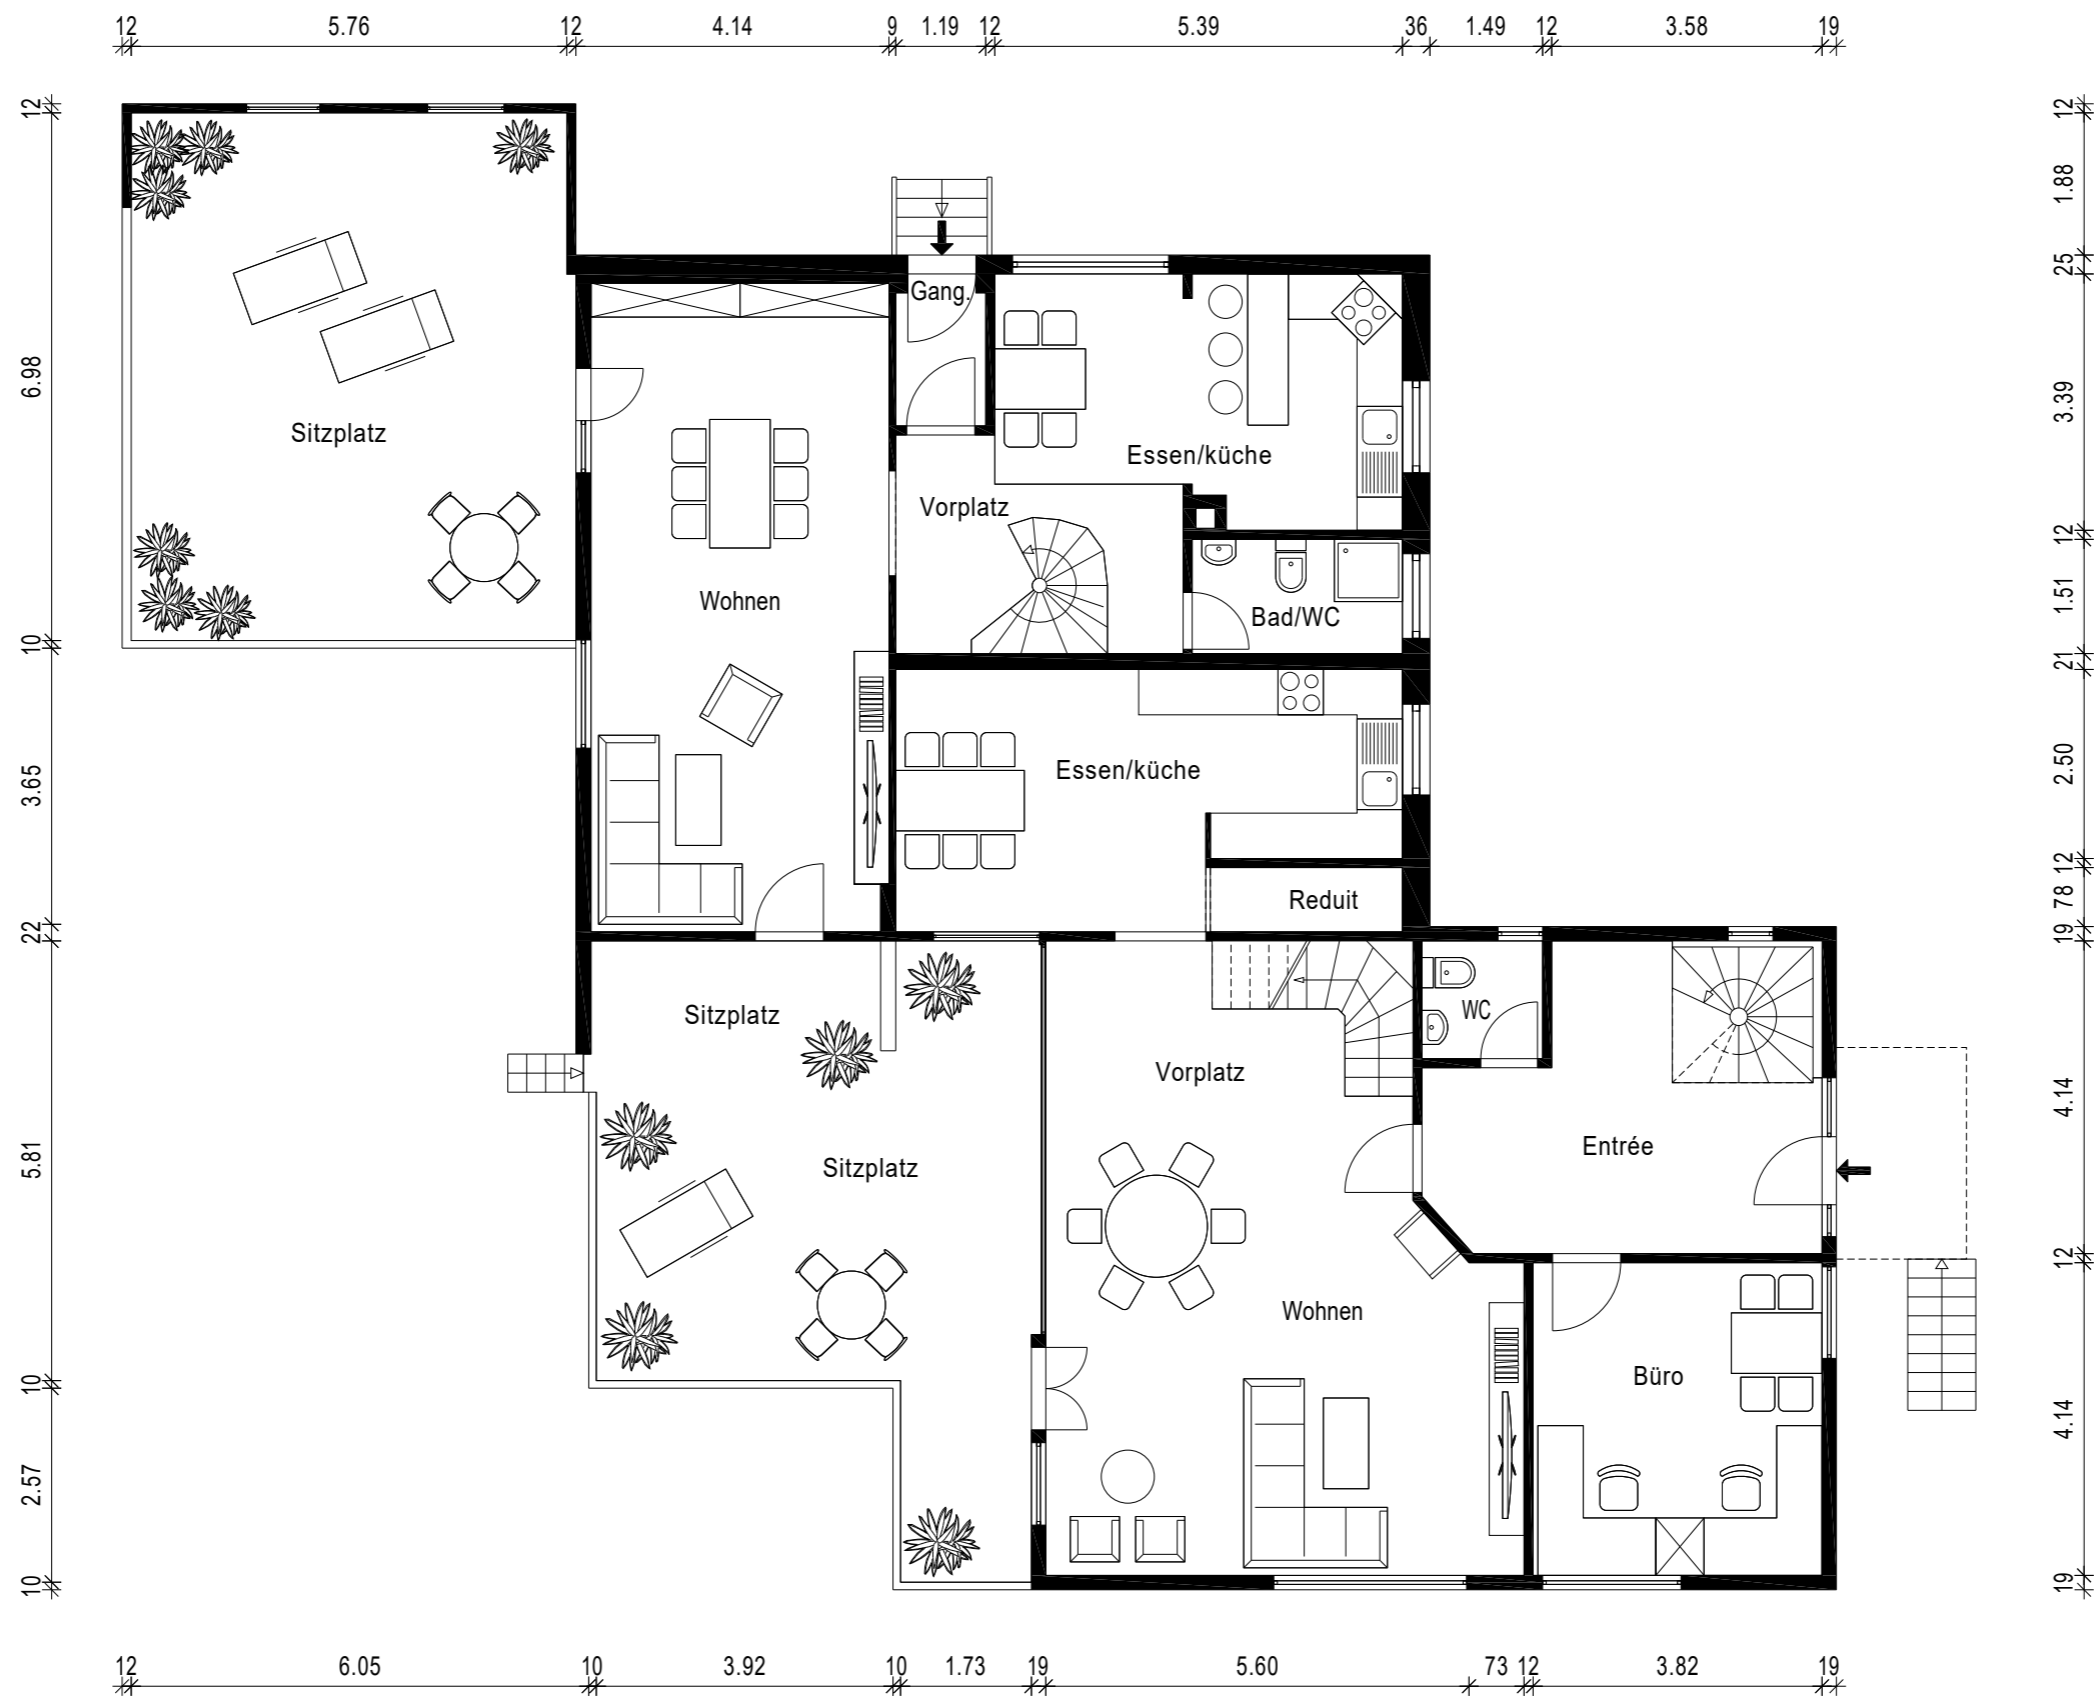 12 5.76 12 4.14 9 1.19 12 5.39 36 1.49 12 3.58 19
12
6.98
10
3.65
22
5.81
10
2.57
10
12
1.88
25
3.39
12
1.51
21
2.50
12
78
19
4.14
12
4.14
19
Gang.
Sitzplatz
Essen/küche
Vorplatz
Wohnen
Bad/WC
Essen/küche
Reduit
Sitzplatz
WC
Vorplatz
Entrée
Sitzplatz
Wohnen
Büro
12 6.05 10 3.92 10 1.73 19 5.60 73 12 3.82 19